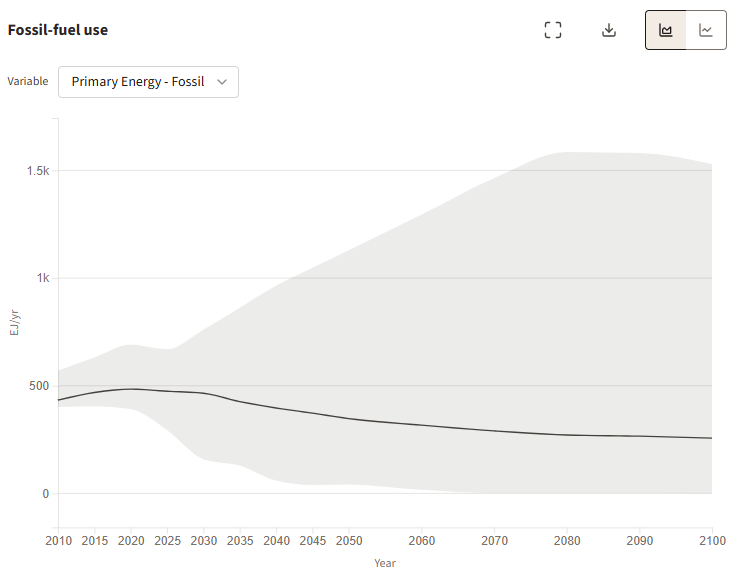 Fossil-fuel use
Variable
Primary Energy - Fossil
1.5k
1k
500
0
EJ/yr
2010 2015 2020 2025 2030 2035 2040 2045 2050 2060 2070 2080 2090 2100
Year